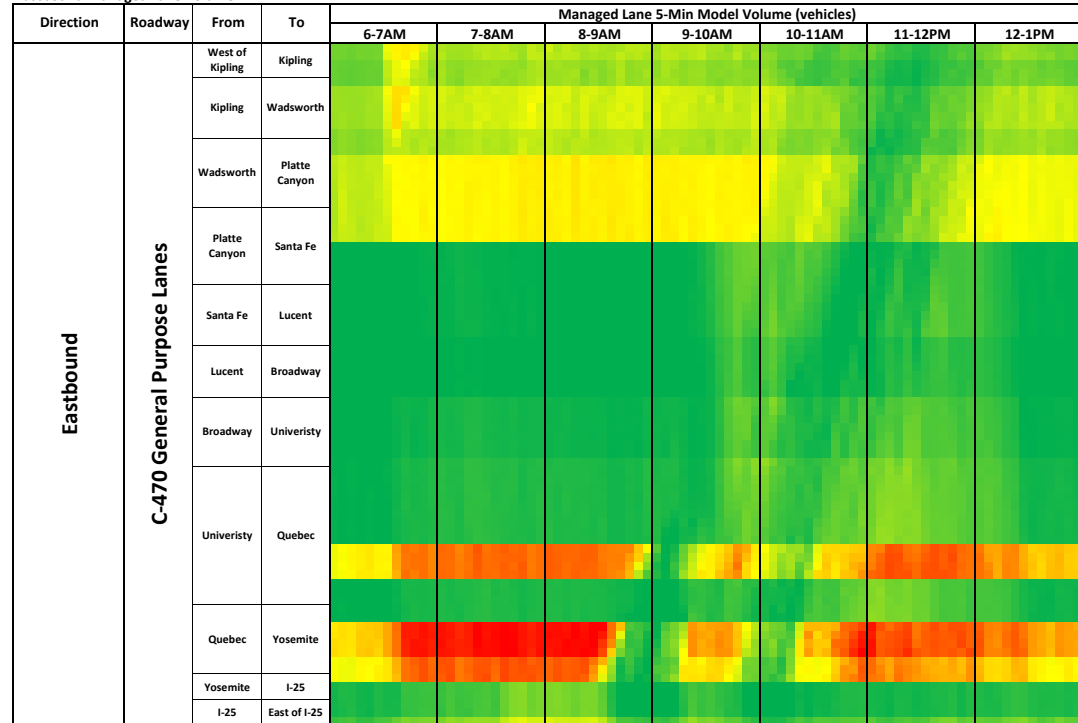 Direction Roadway From To Managed Lane 5-Min Model Volume (vehicles)
6-7AM 7-8AM 8-9AM 9-10AM 10-11AM 11-12PM 12-1PM
Eastbound
C-470 General Purpose Lanes
West of Kipling Kipling
Kipling Wadsworth
Wadsworth Platte Canyon
Platte Canyon Santa Fe
Santa Fe Lucent
Lucent Broadway
Broadway Univeristy
Univeristy Quebec
Quebec Yosemite
Yosemite I-25
I-25 East of I-25